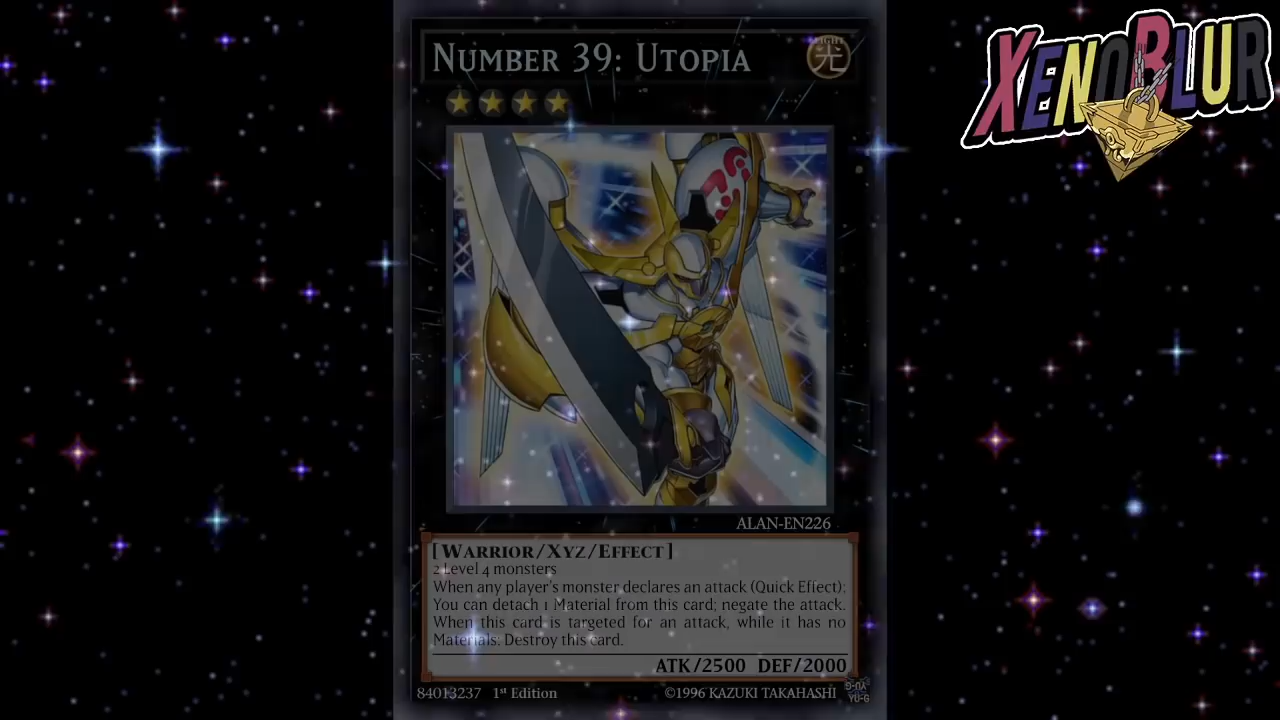 XENOBLUR
NUMBER 39: UTOPIA
LIGHT
光
ALAN-EN226
[WARRIOR/XYZ/EFFECT]
2 Level 4 monsters
When any player's monster declares an attack (Quick Effect):
You can detach 1 Material from this card; negate the attack.
When this card is targeted for an attack, while it has no
Materials: Destroy this card.
ATK/2500 DEF/2000
84013237 1st Edition ©1996 KAZUKI TAKAHASHI